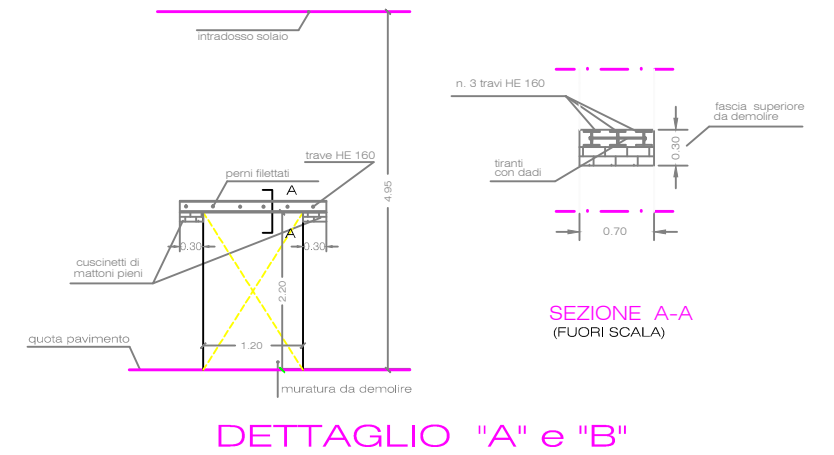 intradosso solaio
n. 3 travi HE 160
fascia superiore
da demolire
0.30
tiranti
con dadi
trave HE 160
perni filettati
A
4.95
A
0.30
0.30
0.70
cuscinetti di
mattoni pieni
2.20
SEZIONE A-A
(FUORI SCALA)
quota pavimento
1.20
muratura da demolire
DETTAGLIO "A" e "B"